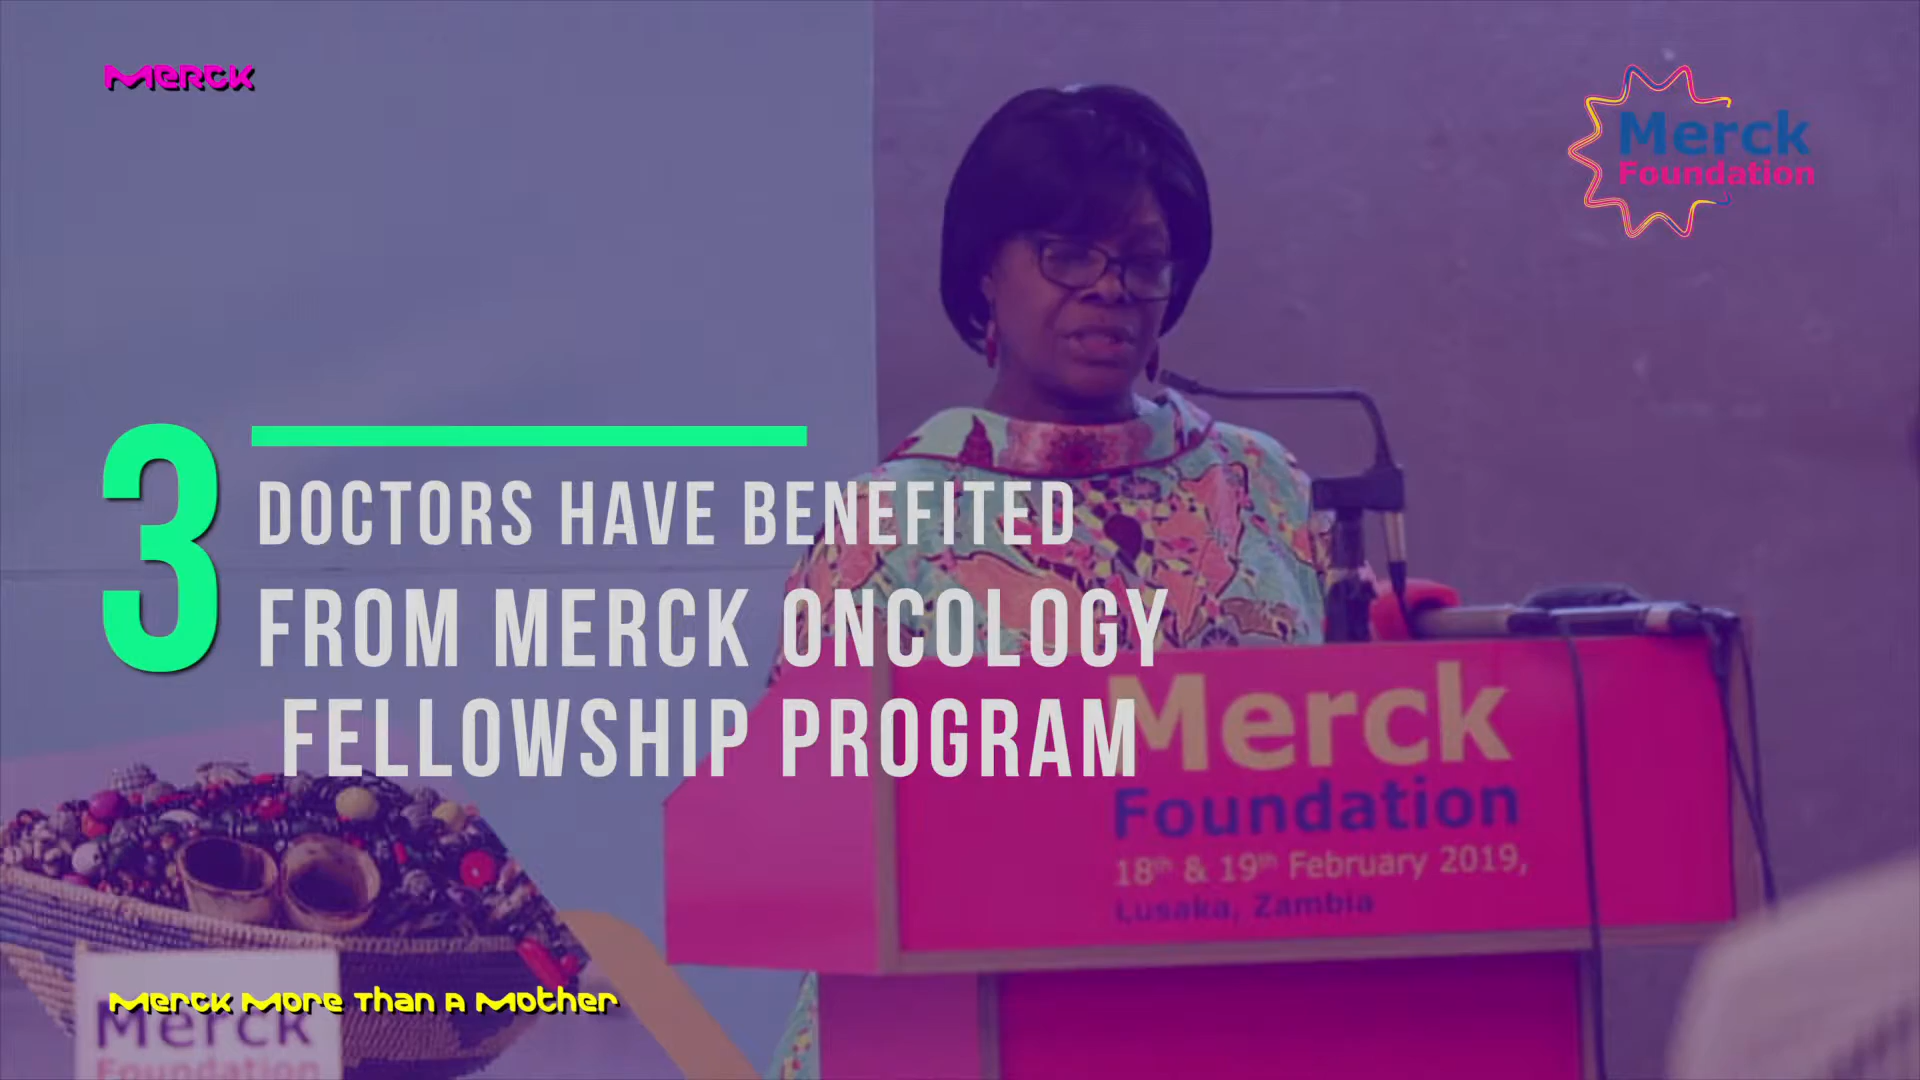 Merck
Merck
Foundation
3
DOCTORS HAVE BENEFITED
FROM MERCK ONCOLOGY
FELLOWSHIP PROGRAM
Merck
Foundation
18th & 19th February 2019,
Lusaka, Zambia
Merck More Than A Mother
Merck
Foundation